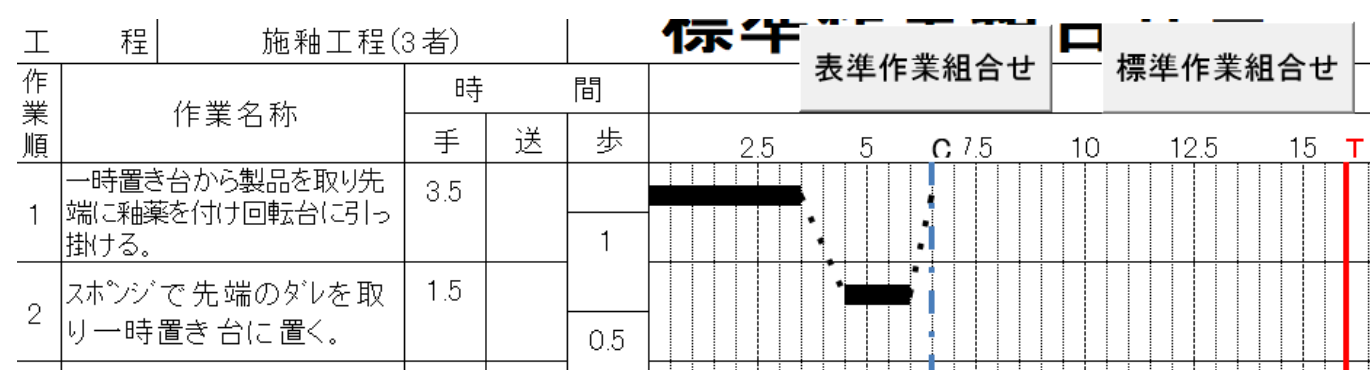 工程 施釉工程(3者)
表準作業組合せ 標準作業組合せ
作業順 作業名称 時間
手 送 歩
2.5 5 C 7.5 10 12.5 15 T
1 一時置き台から製品を取り先 3.5
端に釉薬を付け回転台に引っ
掛ける。
1
2 スポンジで先端のダレを取 1.5
り一時置き台に置く。
0.5